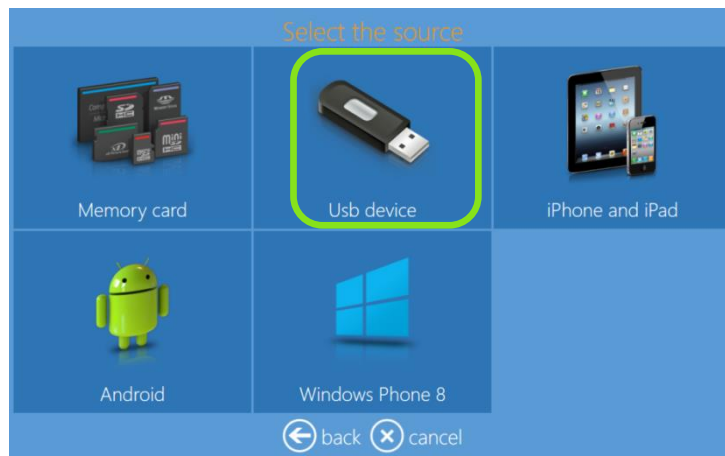 Select the source
Memory card
Usb device
iPhone and iPad
Android
Windows Phone 8
back
cancel